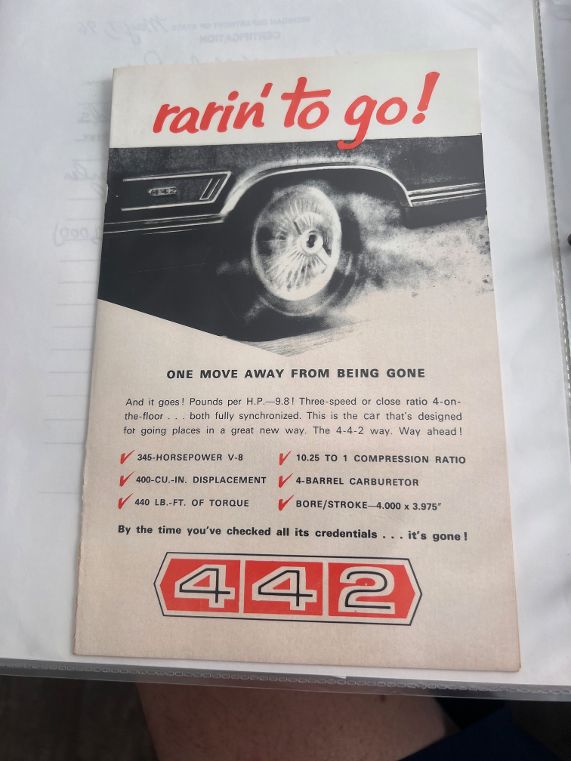 rarin' to go!
442
ONE MOVE AWAY FROM BEING GONE
And it goes! Pounds per H.P.—9.8! Three-speed or close ratio 4-on-
the-floor . . . both fully synchronized. This is the car that's designed
for going places in a great new way. The 4-4-2 way. Way ahead!
345-HORSEPOWER V-8
400-CU.-IN. DISPLACEMENT
440 LB.-FT. OF TORQUE
10.25 TO 1 COMPRESSION RATIO
4-BARREL CARBURETOR
BORE/STROKE—4.000 x 3.975"
By the time you've checked all its credentials . . . it's gone!
442